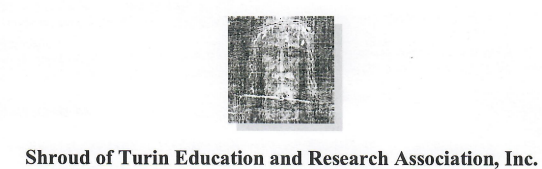 Shroud of Turin Education and Research Association, Inc.